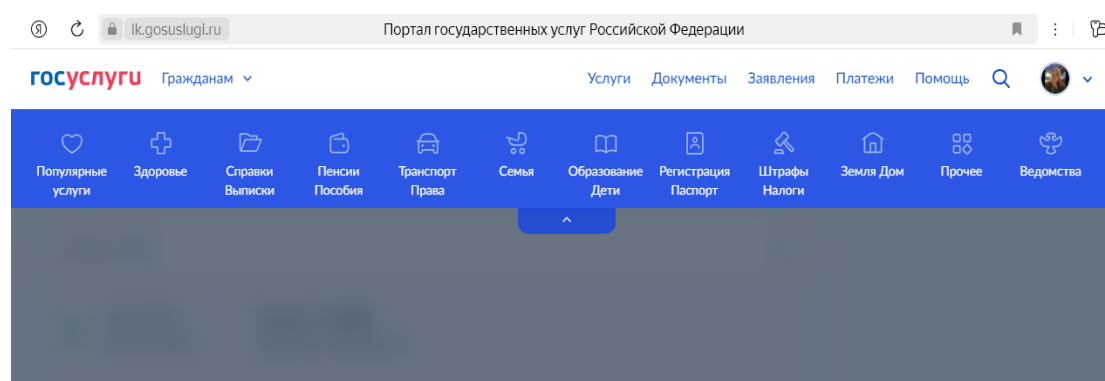 Я lk.gosuslugi.ru Портал государственных услуг Российской Федерации
госуслуги Гражданам Услуги Документы Заявления Платежи Помощь
Популярные услуги
Здоровье
Справки Выписки
Пенсии Пособия
Транспорт Права
Семья
Образование Дети
Регистрация Паспорт
Штрафы Налоги
Земля Дом
Прочее
Ведомства